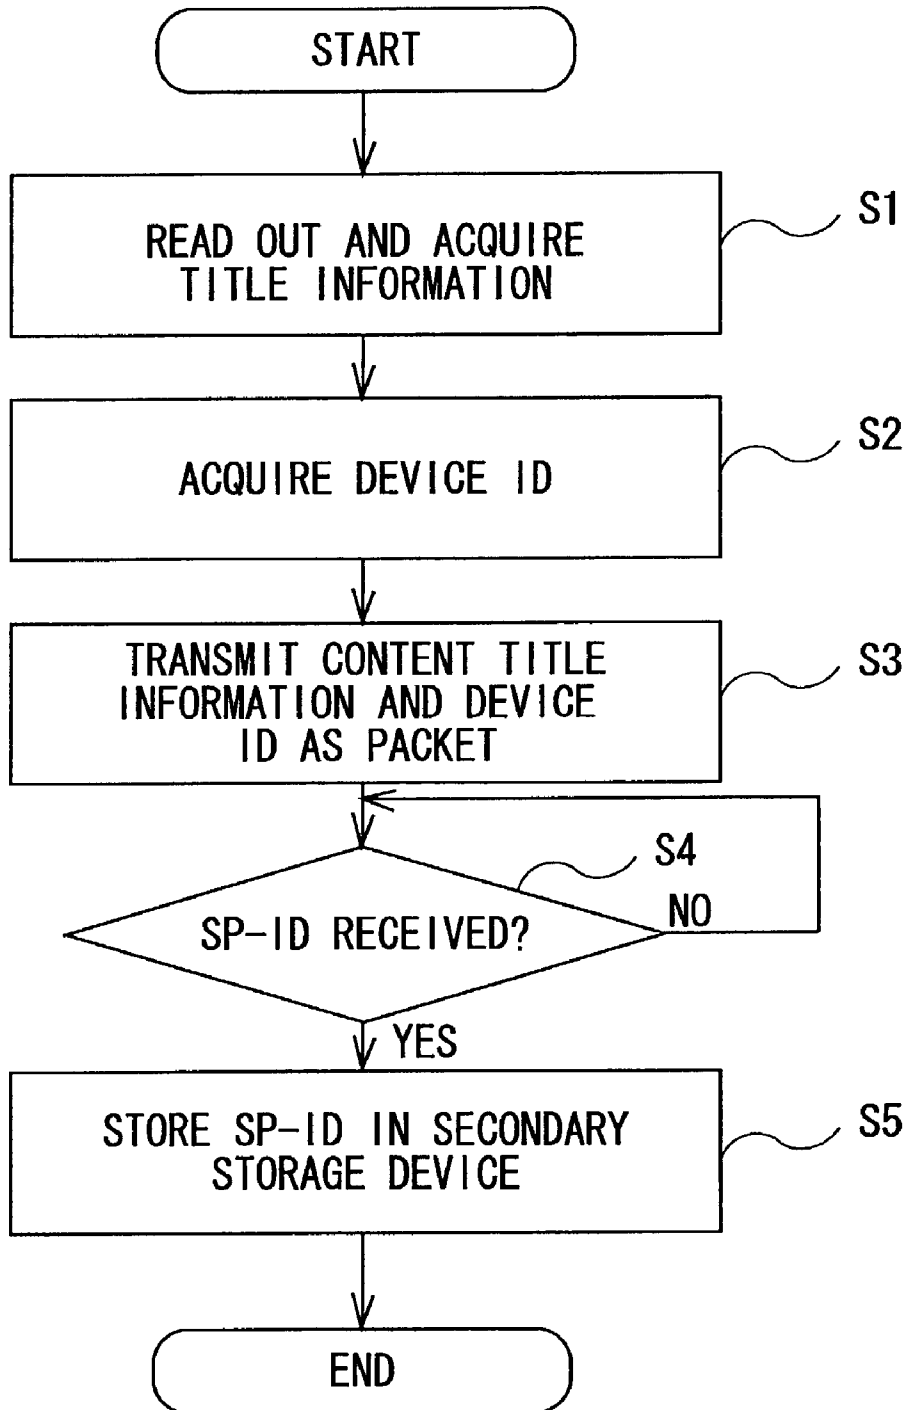 START
S1
READ OUT AND ACQUIRE
TITLE INFORMATION
S2
ACQUIRE DEVICE ID
S3
TRANSMIT CONTENT TITLE
INFORMATION AND DEVICE
ID AS PACKET
S4
SP-ID RECEIVED?
NO
YES
S5
STORE SP-ID IN SECONDARY
STORAGE DEVICE
END